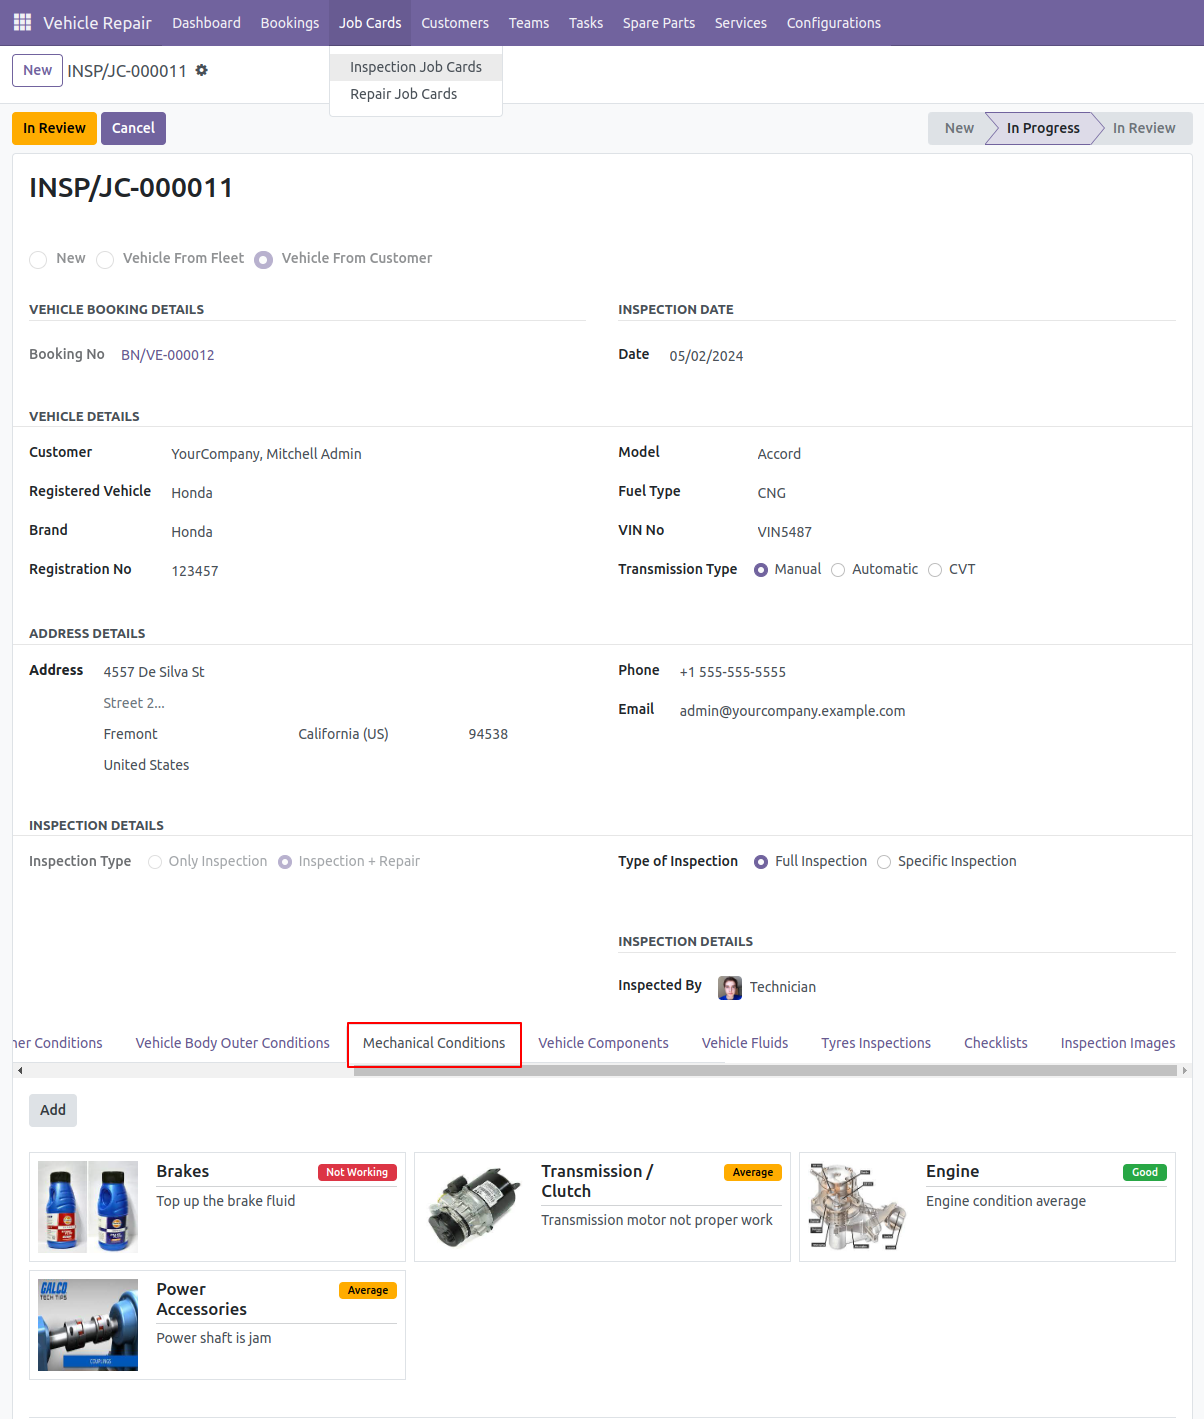 Vehicle Repair Dashboard Bookings Job Cards Customers Teams Tasks Spare Parts Services Configurations
Inspection Job Cards
Repair Job Cards
New INSP/JC-000011
In Review Cancel New In Progress In Review
INSP/JC-000011
New Vehicle From Fleet Vehicle From Customer
VEHICLE BOOKING DETAILS INSPECTION DATE
Booking No BN/VE-000012 Date 05/02/2024
VEHICLE DETAILS
Customer YourCompany, Mitchell Admin Model Accord
Registered Vehicle Honda Fuel Type CNG
Brand Honda VIN No VIN5487
Registration No 123457 Transmission Type Manual Automatic CVT
ADDRESS DETAILS
Address 4557 De Silva St Phone +1 555-555-5555
Street 2...
Email admin@yourcompany.example.com
Fremont California (US) 94538
United States
INSPECTION DETAILS
Inspection Type Only Inspection Inspection + Repair Type of Inspection Full Inspection Specific Inspection
INSPECTION DETAILS
Inspected By Technician
ner Conditions Vehicle Body Outer Conditions Mechanical Conditions Vehicle Components Vehicle Fluids Tyres Inspections Checklists Inspection Images
Add
Brakes Not Working
Top up the brake fluid
Transmission / Average
Clutch
Transmission motor not proper work
Engine Good
Engine condition average
GALCO
TECH TIPS
COUPLINGS
Power Average
Accessories
Power shaft is jam